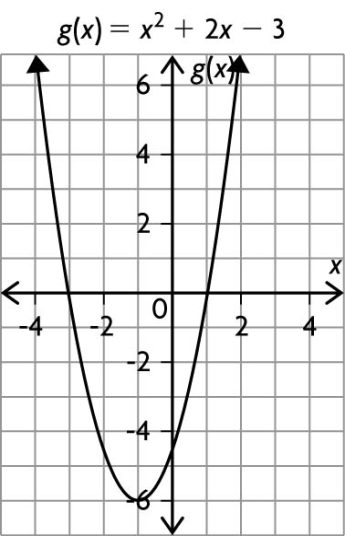 g(x) = x² + 2x − 3
g(x)
6
4
2
x
-4 -2 0 2 4
-2
-4
-6